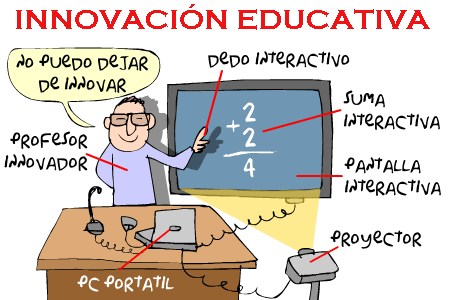 INNOVACIÓN EDUCATIVA
NO PUEDO DEJAR
DE INNOVAR
DEDO INTERACTIVO
PROFESOR
INNOVADOR
2
+ 2
4
SUMA
INTERACTIVA
PANTALLA
INTERACTIVA
PROYECTOR
PC PORTATIL